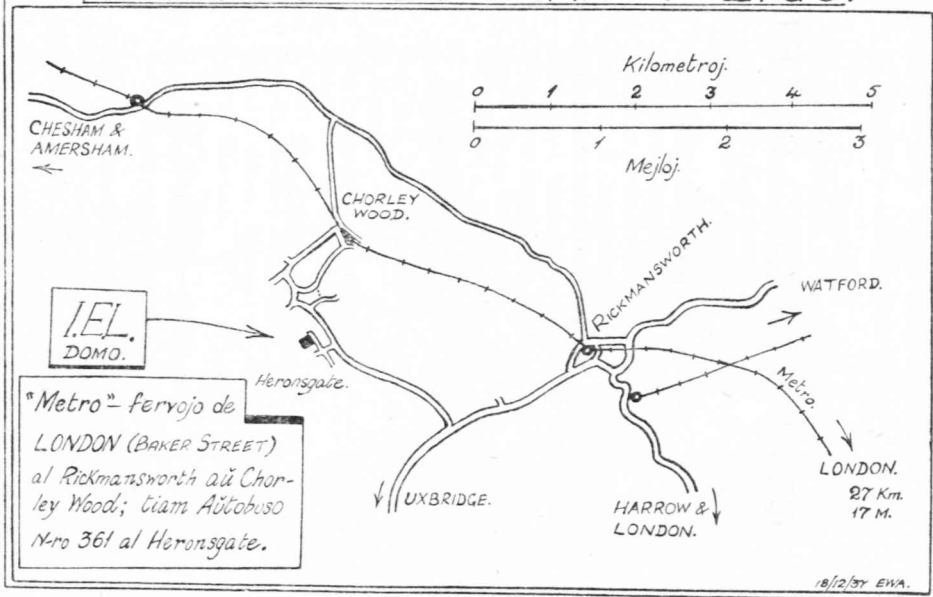 Kilometroj.
0 1 2 3 4 5
0 1 2 3
Mejloj.
CHESHAM &
AMERSHAM.
CHORLEY
WOOD.
RICKMANSWORTH.
WATFORD.
I.E.L.
DOMO.
Heronsgate.
Metro.
"Metro"- fervojo de
LONDON (BAKER STREET)
al Rickmansworth aŭ Chor-
ley Wood; tiam Aŭtobuso
N-ro 361 al Heronsgate.
UXBRIDGE.
HARROW &
LONDON.
LONDON.
27 Km.
17 M.
18/12/37 EWA.